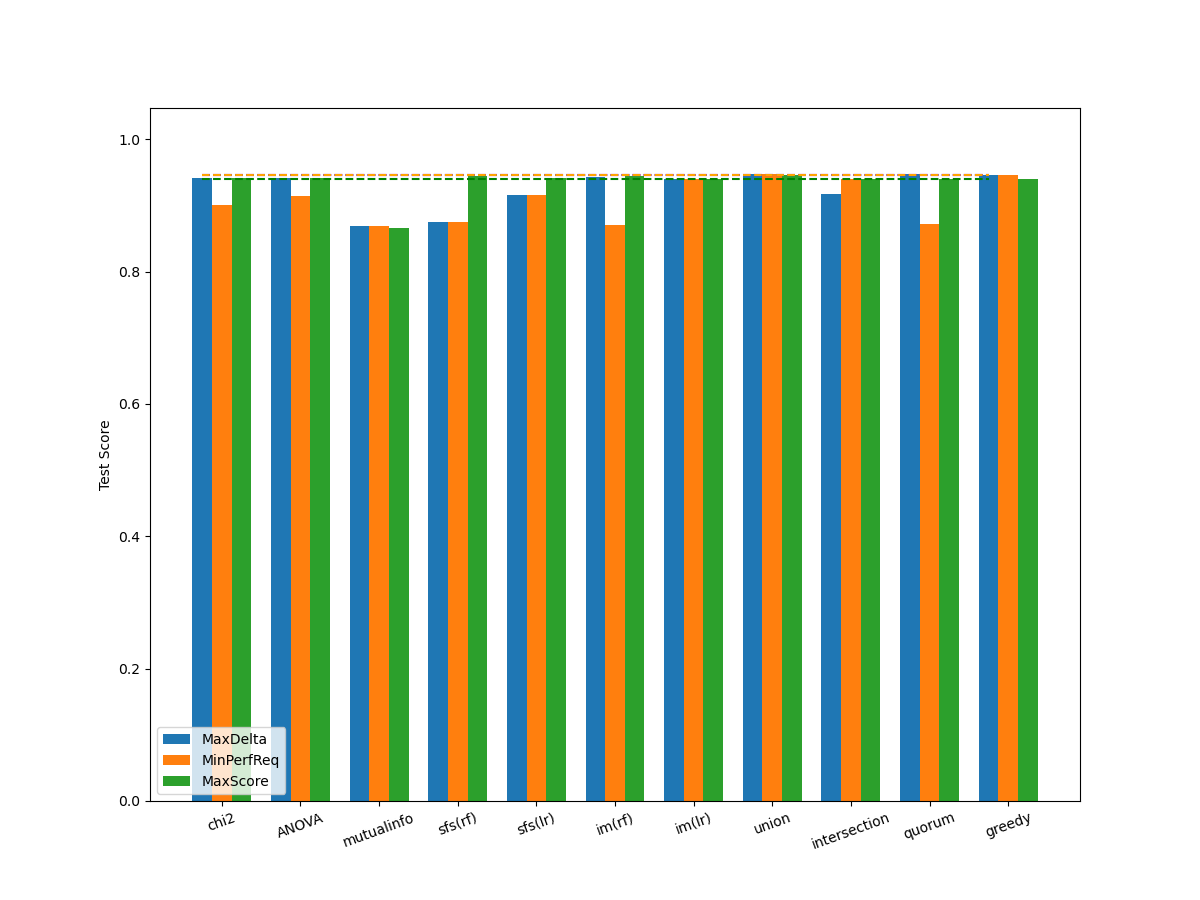 1.0
0.8
0.6
0.4
0.2
0.0
Test Score
MaxDelta
MinPerfReq
MaxScore
chi2
ANOVA
mutualinfo
sfs(rf)
sfs(lr)
im(rf)
im(lr)
union
intersection
quorum
greedy